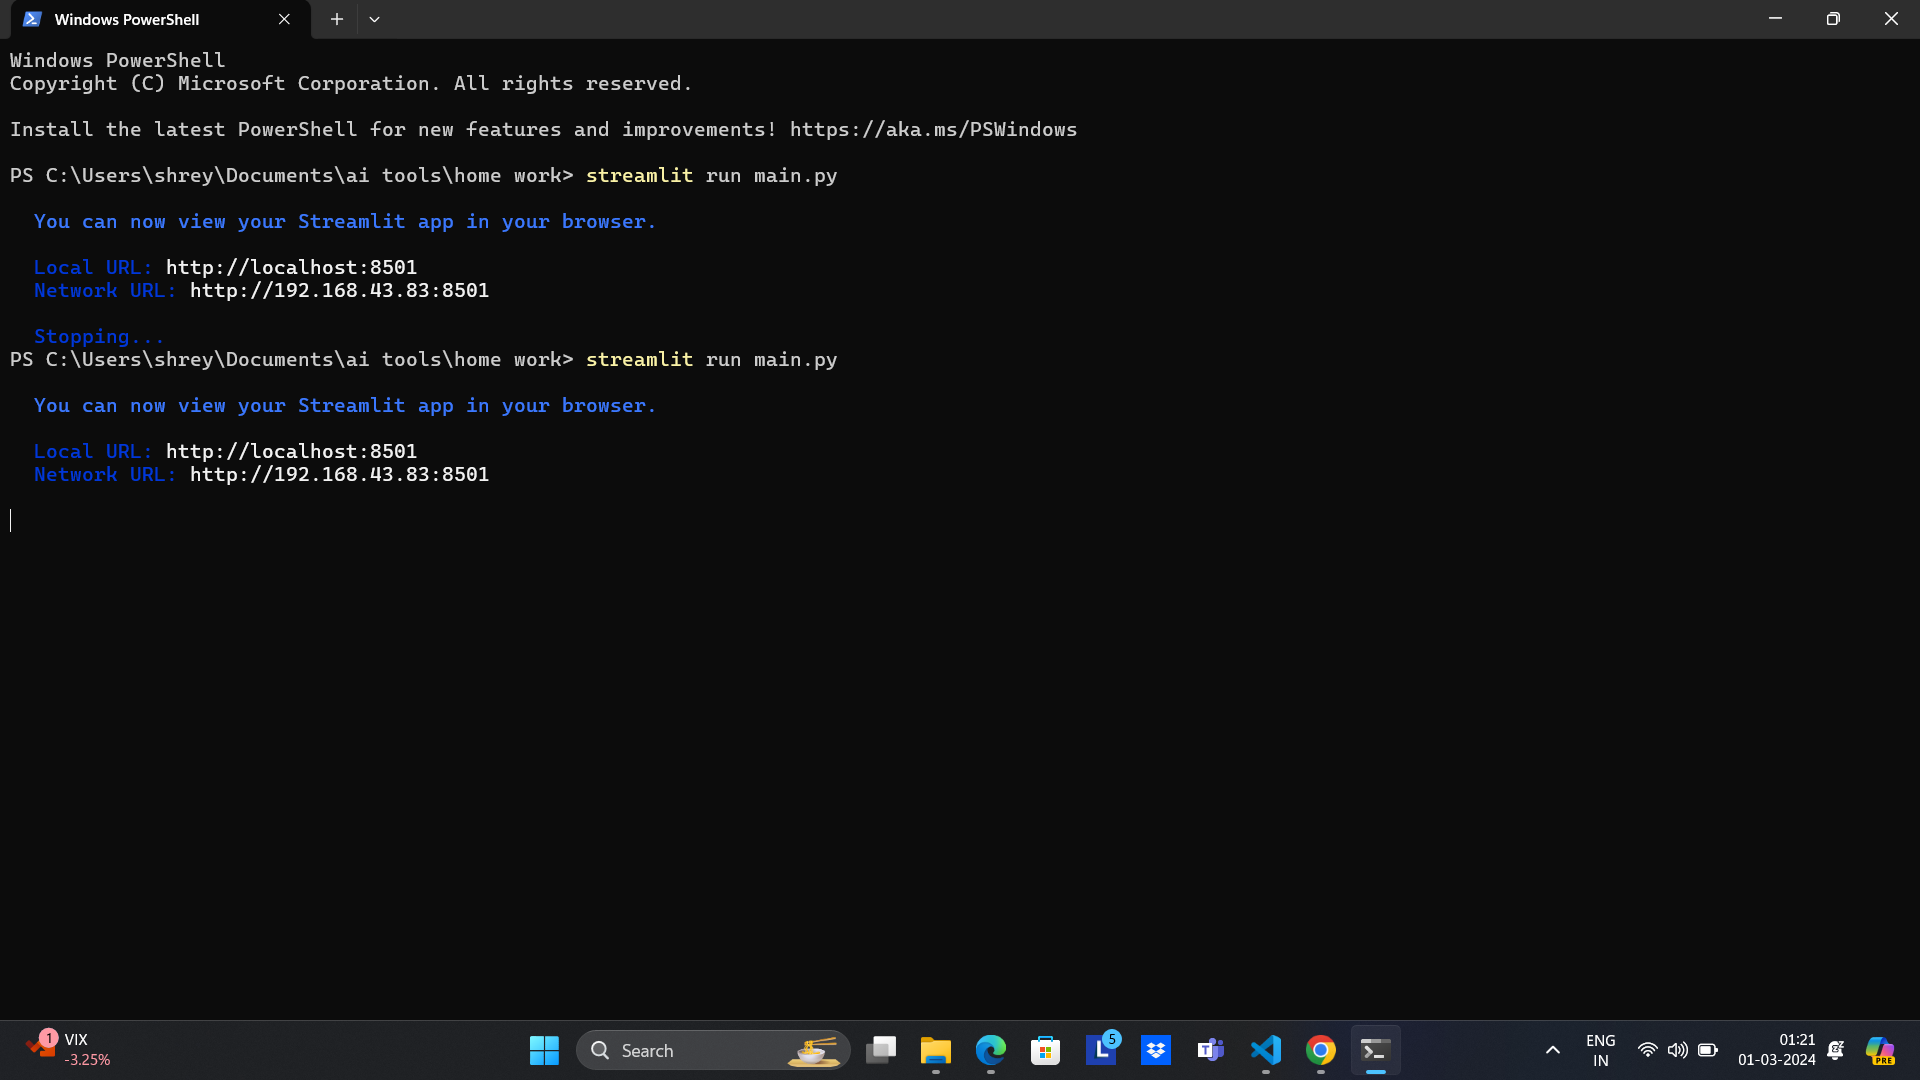 Windows PowerShell
Windows PowerShell
Copyright (C) Microsoft Corporation. All rights reserved.
Install the latest PowerShell for new features and improvements! https://aka.ms/PSWindows
PS C:\Users\shrey\Documents\ai tools\home work> streamlit run main.py
You can now view your Streamlit app in your browser.
Local URL: http://localhost:8501
Network URL: http://192.168.43.83:8501
Stopping...
PS C:\Users\shrey\Documents\ai tools\home work> streamlit run main.py
You can now view your Streamlit app in your browser.
Local URL: http://localhost:8501
Network URL: http://192.168.43.83:8501
1
VIX
-3.25%
Search
L
5
T
ENG
IN
01:21
01-03-2024
PRE